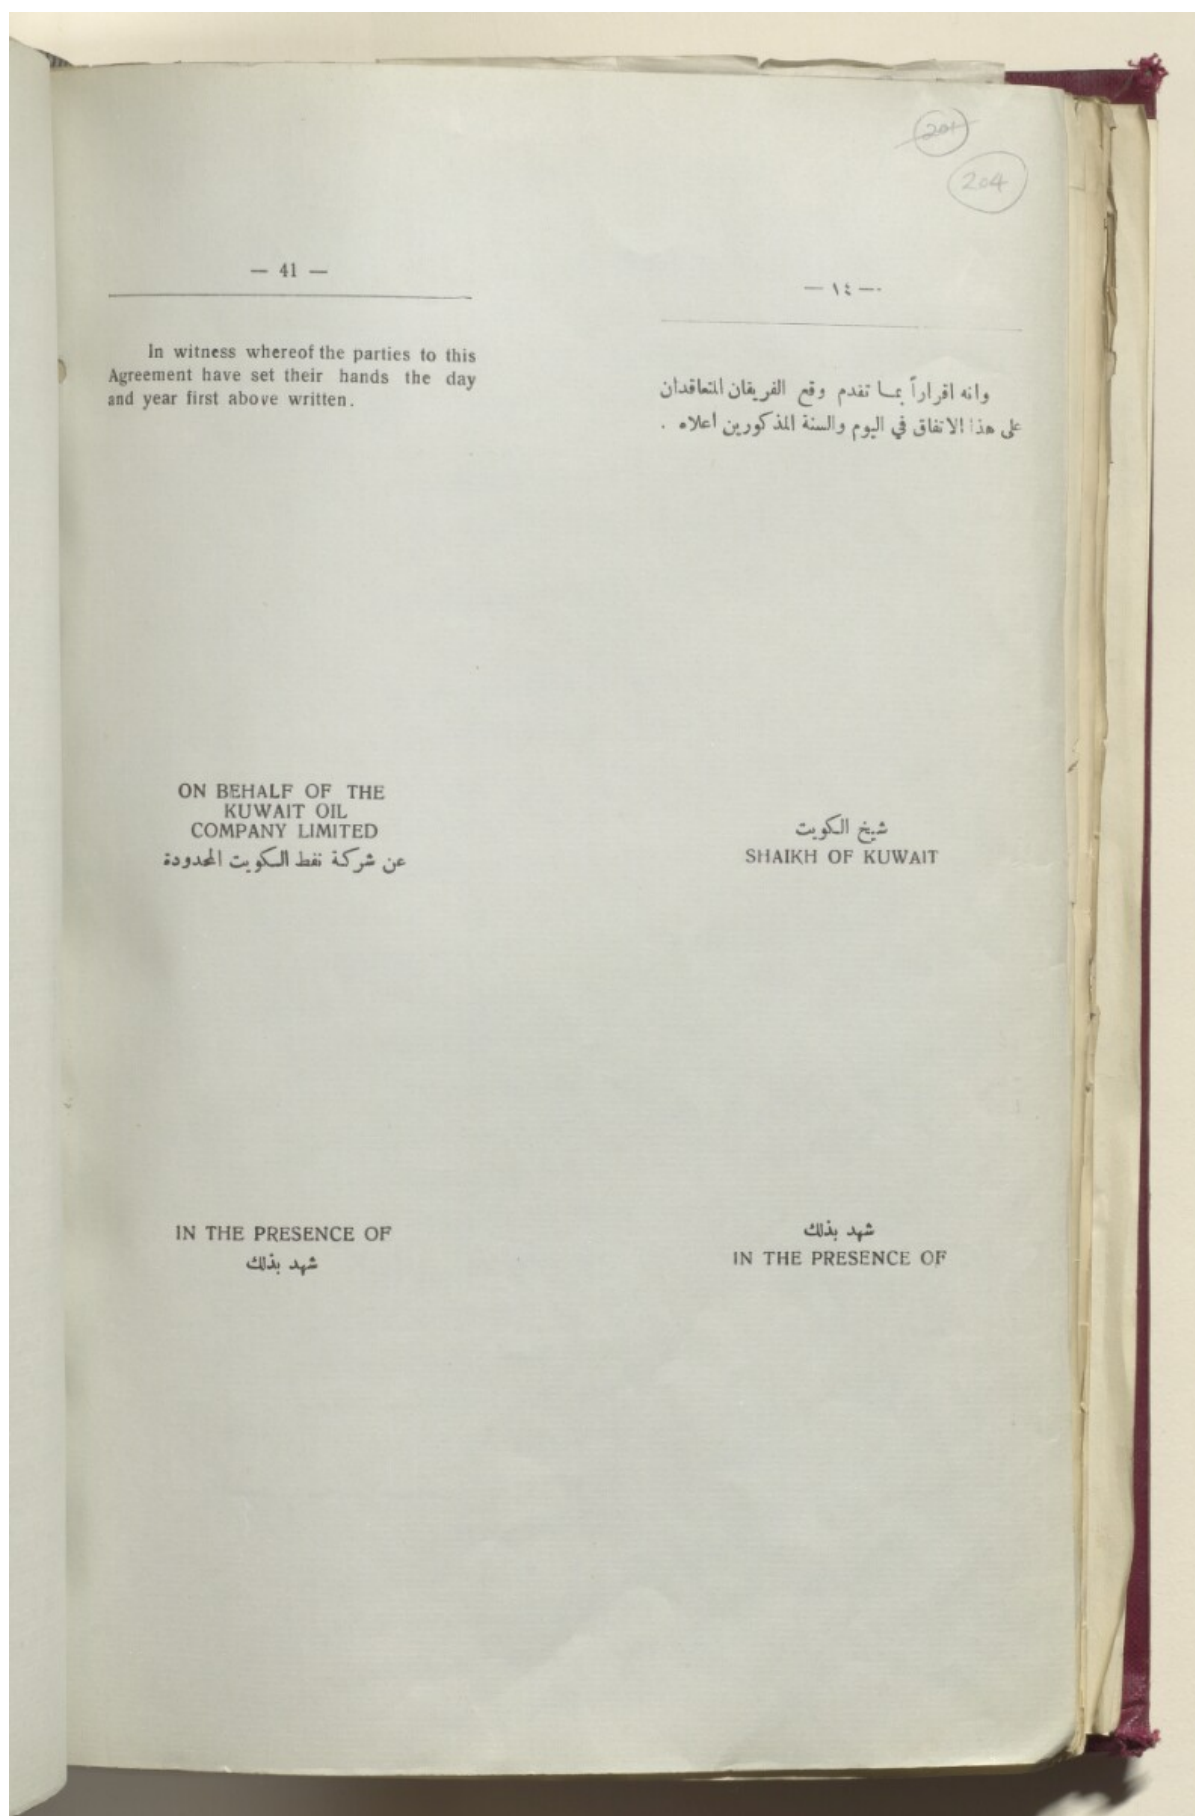 201
204
— 41 —
In witness whereof the parties to this
Agreement have set their hands the day
and year first above written.
— ١٤ —
وانه اقراراً بما تقدم وقع الفريقان المتعاقدان
على هذا الاتفاق في اليوم والسنة المذكورين اعلاه .
ON BEHALF OF THE
KUWAIT OIL
COMPANY LIMITED
عن شركة نفط الكويت المحدودة
شيخ الكويت
SHAIKH OF KUWAIT
IN THE PRESENCE OF
شهد بذلك
شهد بذلك
IN THE PRESENCE OF